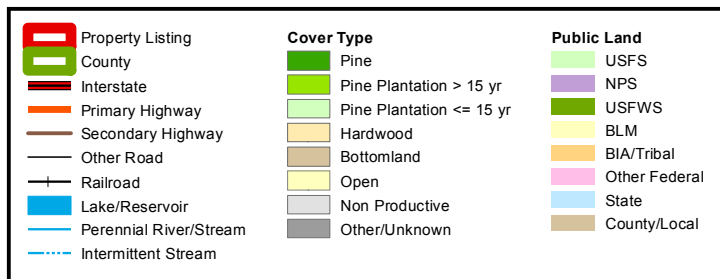 Property Listing
County
Interstate
Primary Highway
Secondary Highway
Other Road
Railroad
Lake/Reservoir
Perennial River/Stream
Intermittent Stream
Cover Type
Pine
Pine Plantation > 15 yr
Pine Plantation <= 15 yr
Hardwood
Bottomland
Open
Non Productive
Other/Unknown
Public Land
USFS
NPS
USFWS
BLM
BIA/Tribal
Other Federal
State
County/Local